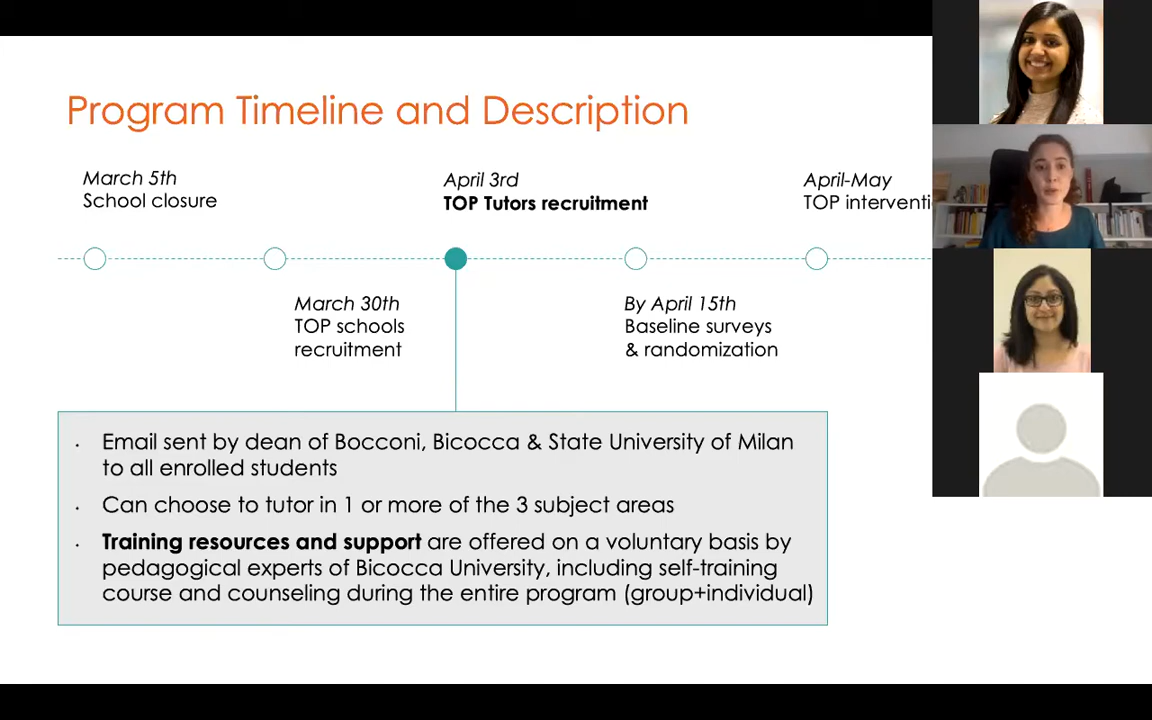 Program Timeline and Description
March 5th
School closure
April 3rd
TOP Tutors recruitment
April-May
TOP interventi
March 30th
TOP schools
recruitment
By April 15th
Baseline surveys
& randomization
• Email sent by dean of Bocconi, Bicocca & State University of Milan
to all enrolled students
• Can choose to tutor in 1 or more of the 3 subject areas
• Training resources and support are offered on a voluntary basis by
pedagogical experts of Bicocca University, including self-training
course and counseling during the entire program (group+individual)